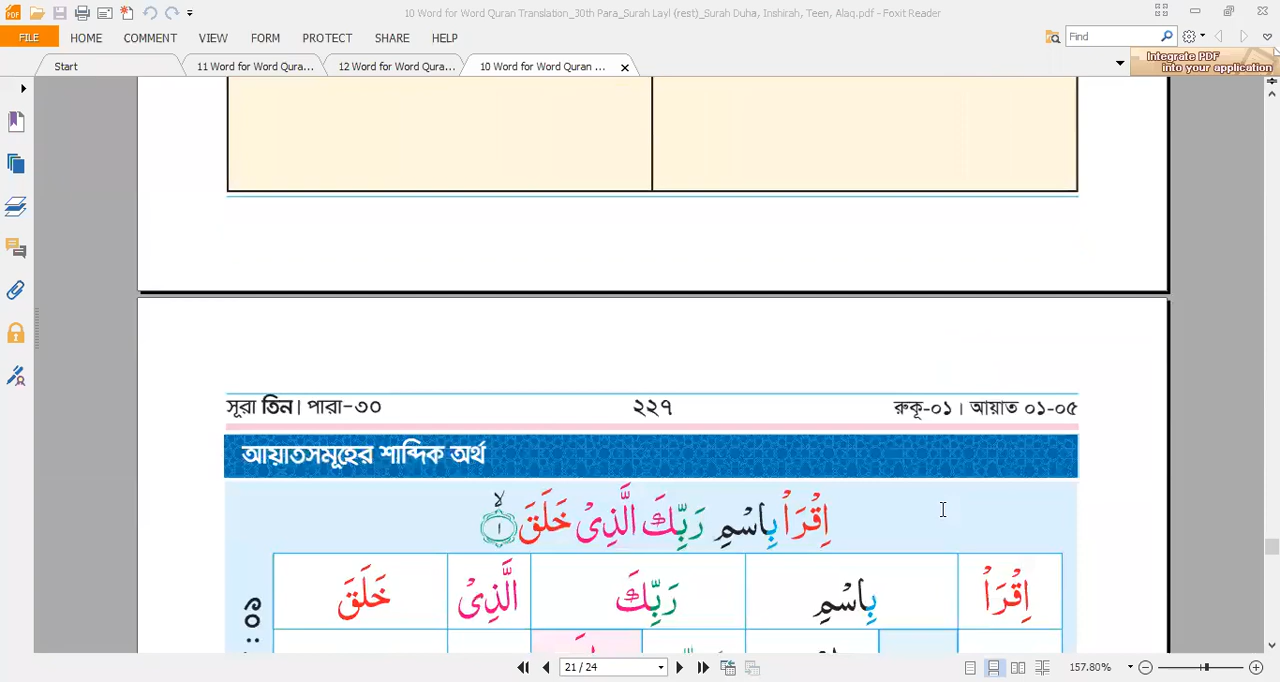 10 Word for Word Quran Translation_30th Para_Surah Layl (rest)_Surah Duha, Inshirah, Teen, Alaq.pdf - Foxit Reader
FILE HOME COMMENT VIEW FORM PROTECT SHARE HELP
Find
Integrate PDF
into your application
Start
11 Word for Word Qura...
12 Word for Word Qura...
10 Word for Word Quran ...
সূরা তিন। পারা-৩০ ২২৭ রুকূ-০১ । আয়াত ০১-০৫
আয়াতসমূহের শাব্দিক অর্থ
اِقْرَاْ بِاسْمِ رَبِّكَ الَّذِیْ خَلَقَ ۙ‏﴿۱﴾
اِقْرَاْ بِاسْمِ رَبِّكَ الَّذِیْ خَلَقَ
21 / 24
157.80%